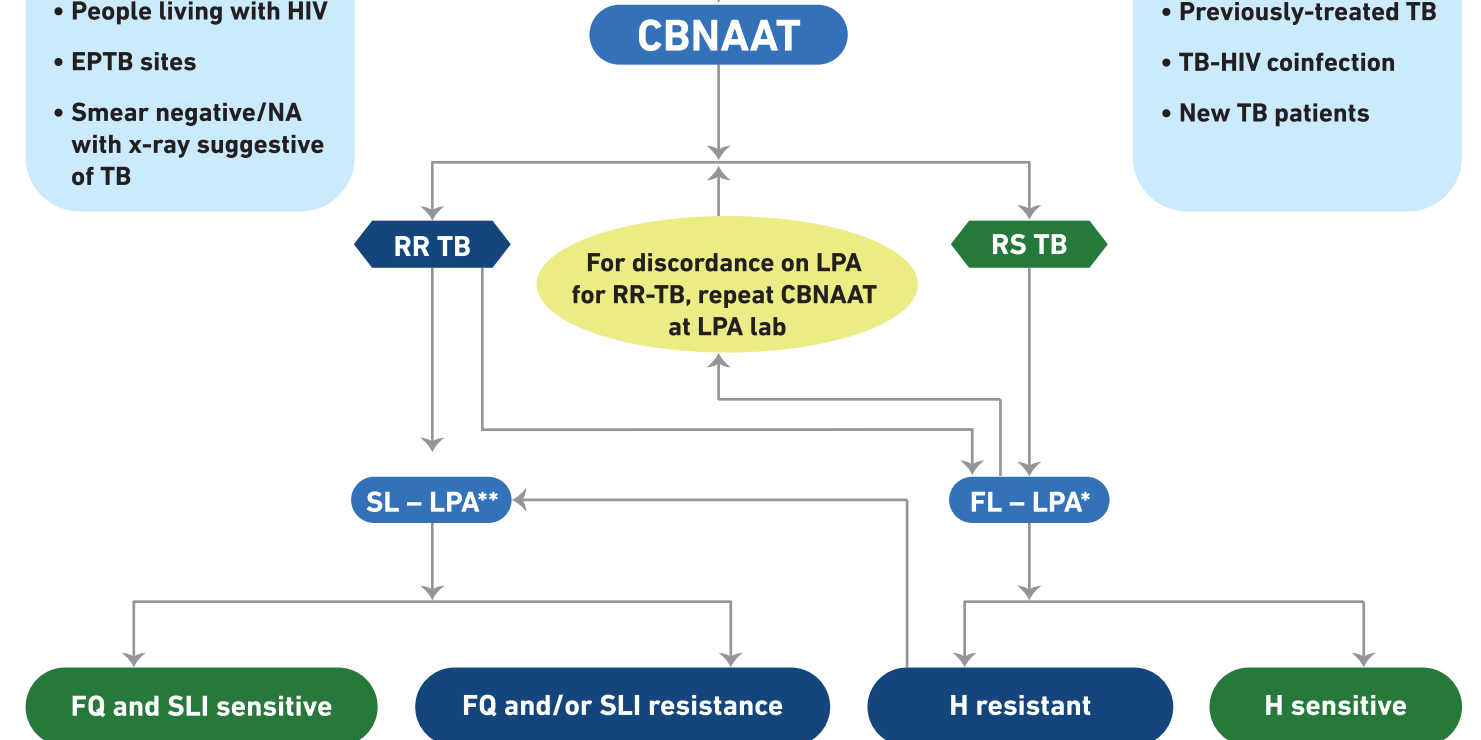 • People living with HIV
• EPTB sites
• Smear negative/NA
with x-ray suggestive
of TB
CBNAAT
• Previously-treated TB
• TB-HIV coinfection
• New TB patients
RR TB
For discordance on LPA
for RR-TB, repeat CBNAAT
at LPA lab
RS TB
SL – LPA**
FL – LPA*
FQ and SLI sensitive
FQ and/or SLI resistance
H resistant
H sensitive